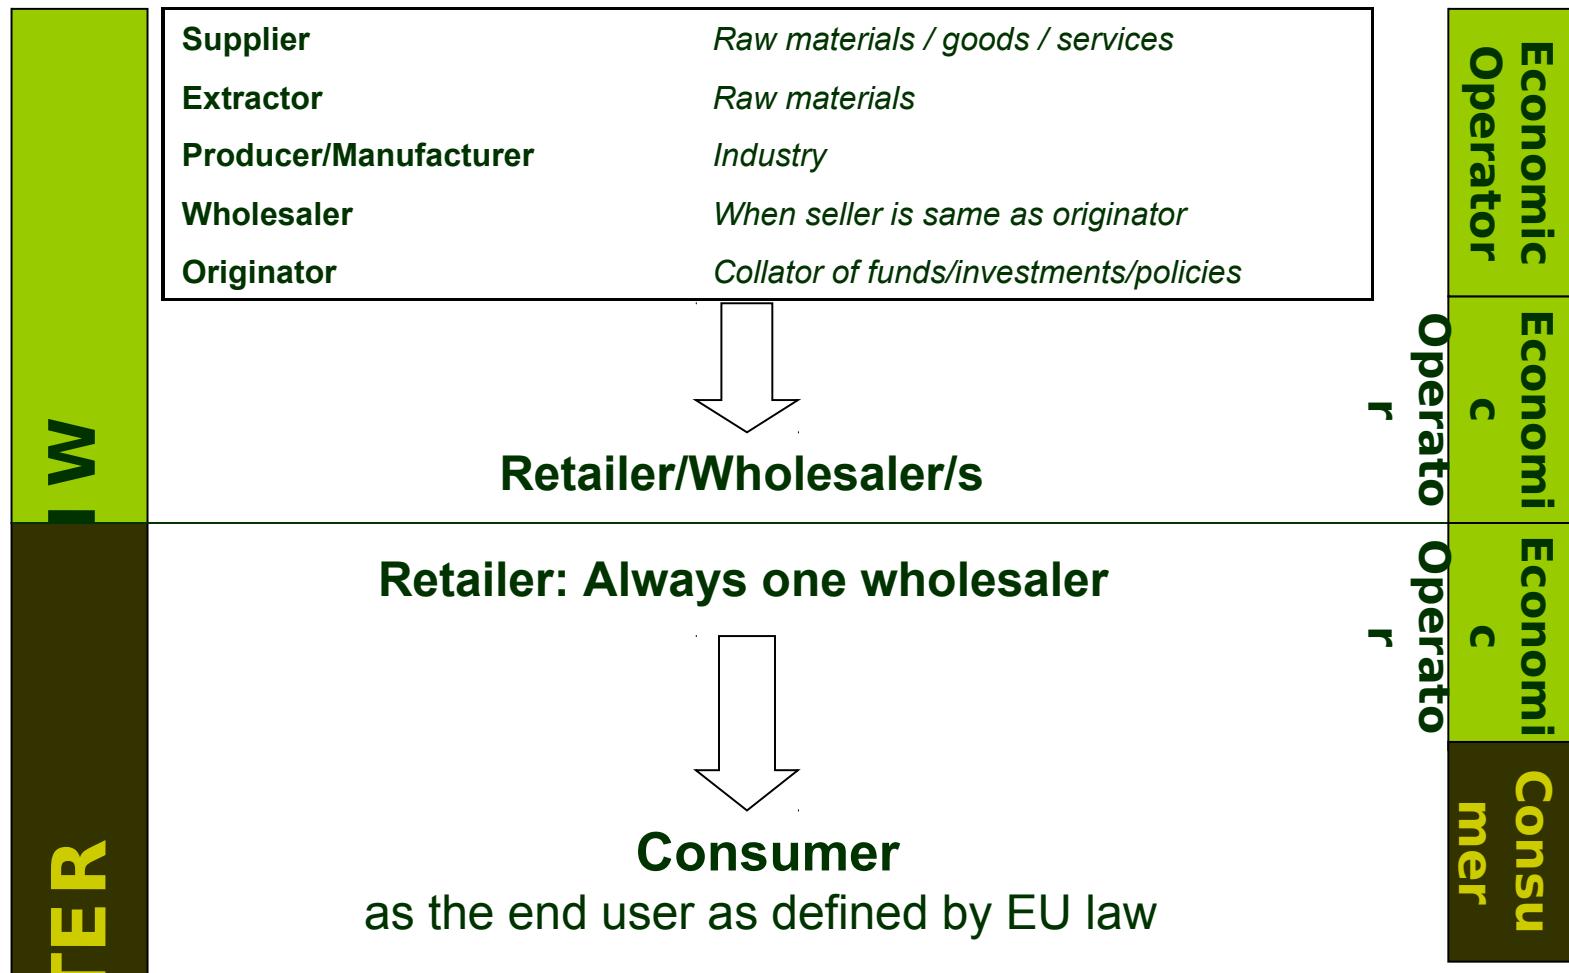 Supplier Raw materials / goods / services
Extractor Raw materials
Producer/Manufacturer Industry
Wholesaler When seller is same as originator
Originator Collator of funds/investments/policies
Retailer/Wholesaler/s
Retailer: Always one wholesaler
Consumer
as the end user as defined by EU law
W
TER
Economic
Operator
Economi
c
Operato
r
Economi
c
Operato
r
Consu
mer